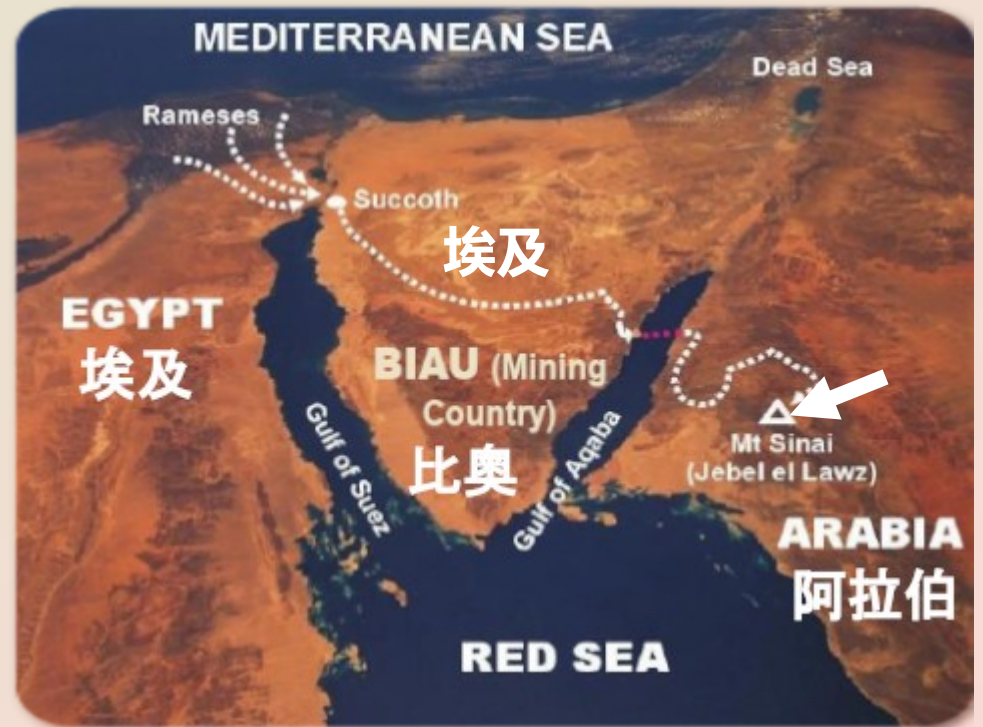 MEDITERRANEAN SEA
Dead Sea
Rameses
Succoth
埃及
EGYPT
埃及
BIAU (Mining
Country)
比奥
Gulf of Suez
Gulf of Aqaba
Mt Sinai
(Jebel el Lawz)
ARABIA
阿拉伯
RED SEA